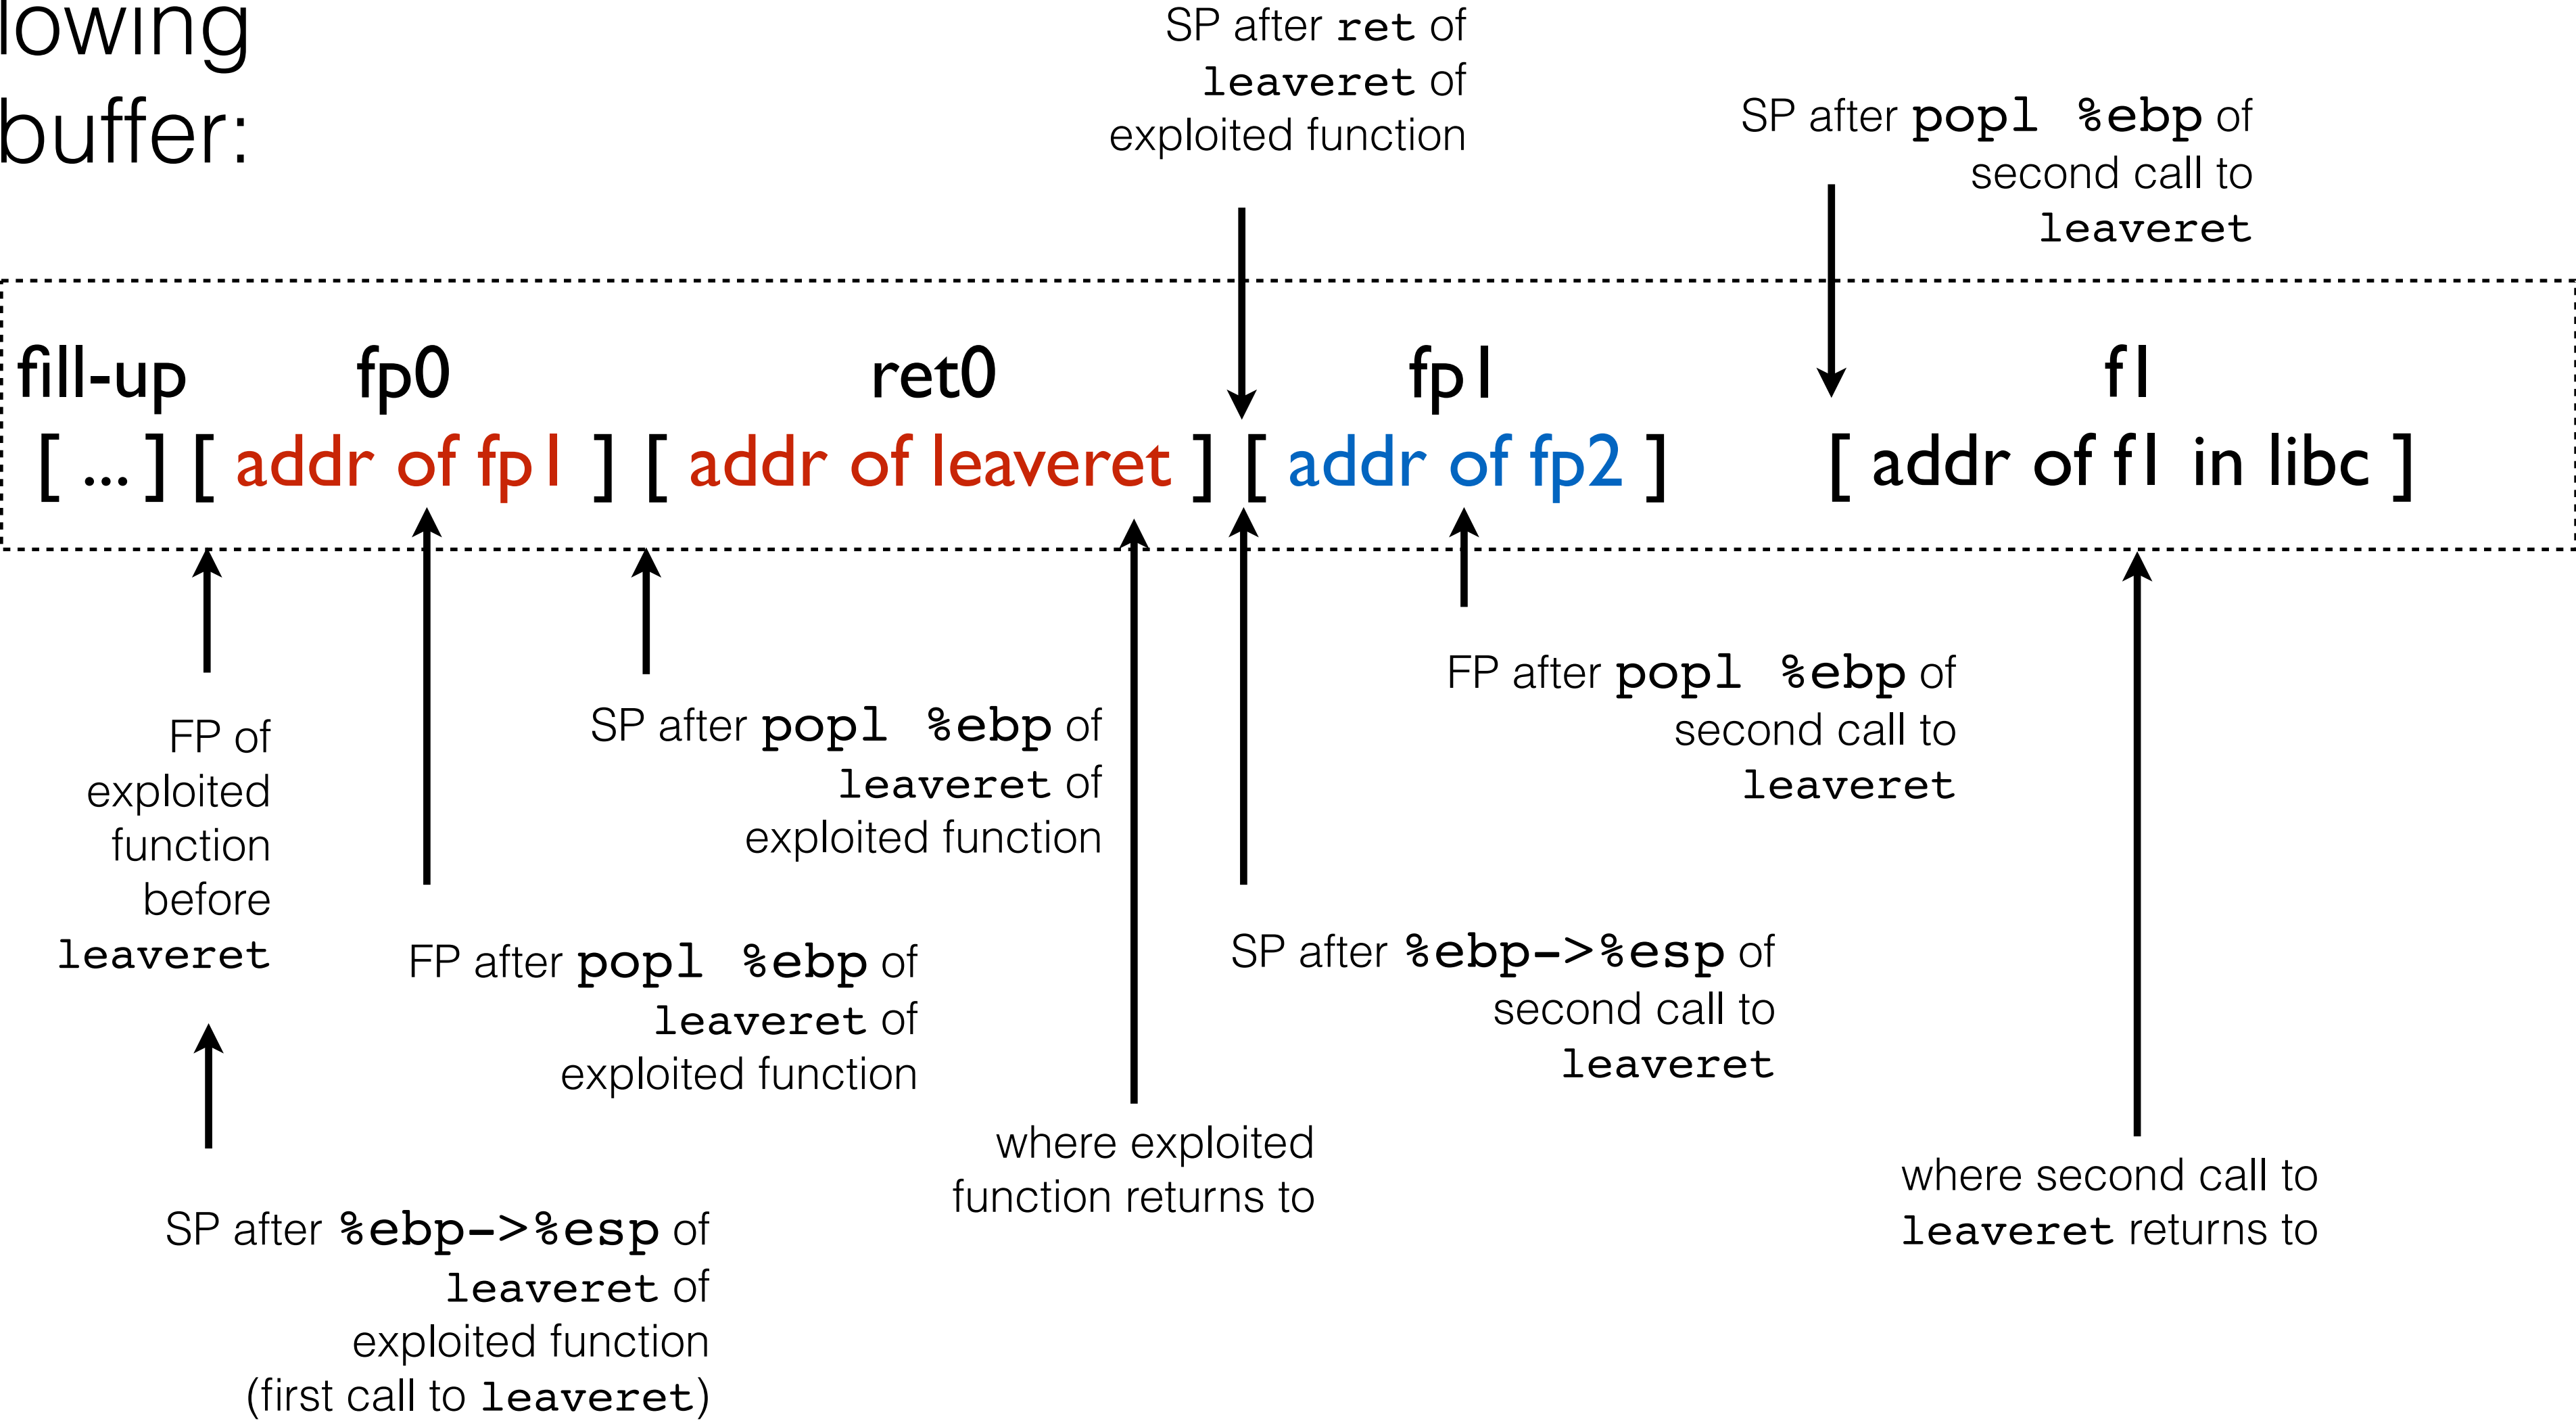 lowing
buffer:
SP after ret of
leaveret of
exploited function
SP after popl %ebp of
second call to
leaveret
fill-up fp0 ret0 fp1 f1
[ ... ] [ addr of fp1 ] [ addr of leaveret ] [ addr of fp2 ] [ addr of f1 in libc ]
FP of
exploited
function
before
leaveret
SP after popl %ebp of
leaveret of
exploited function
FP after popl %ebp of
second call to
leaveret
FP after popl %ebp of
leaveret of
exploited function
SP after %ebp->%esp of
second call to
leaveret
where exploited
function returns to
where second call to
leaveret returns to
SP after %ebp->%esp of
leaveret of
exploited function
(first call to leaveret)